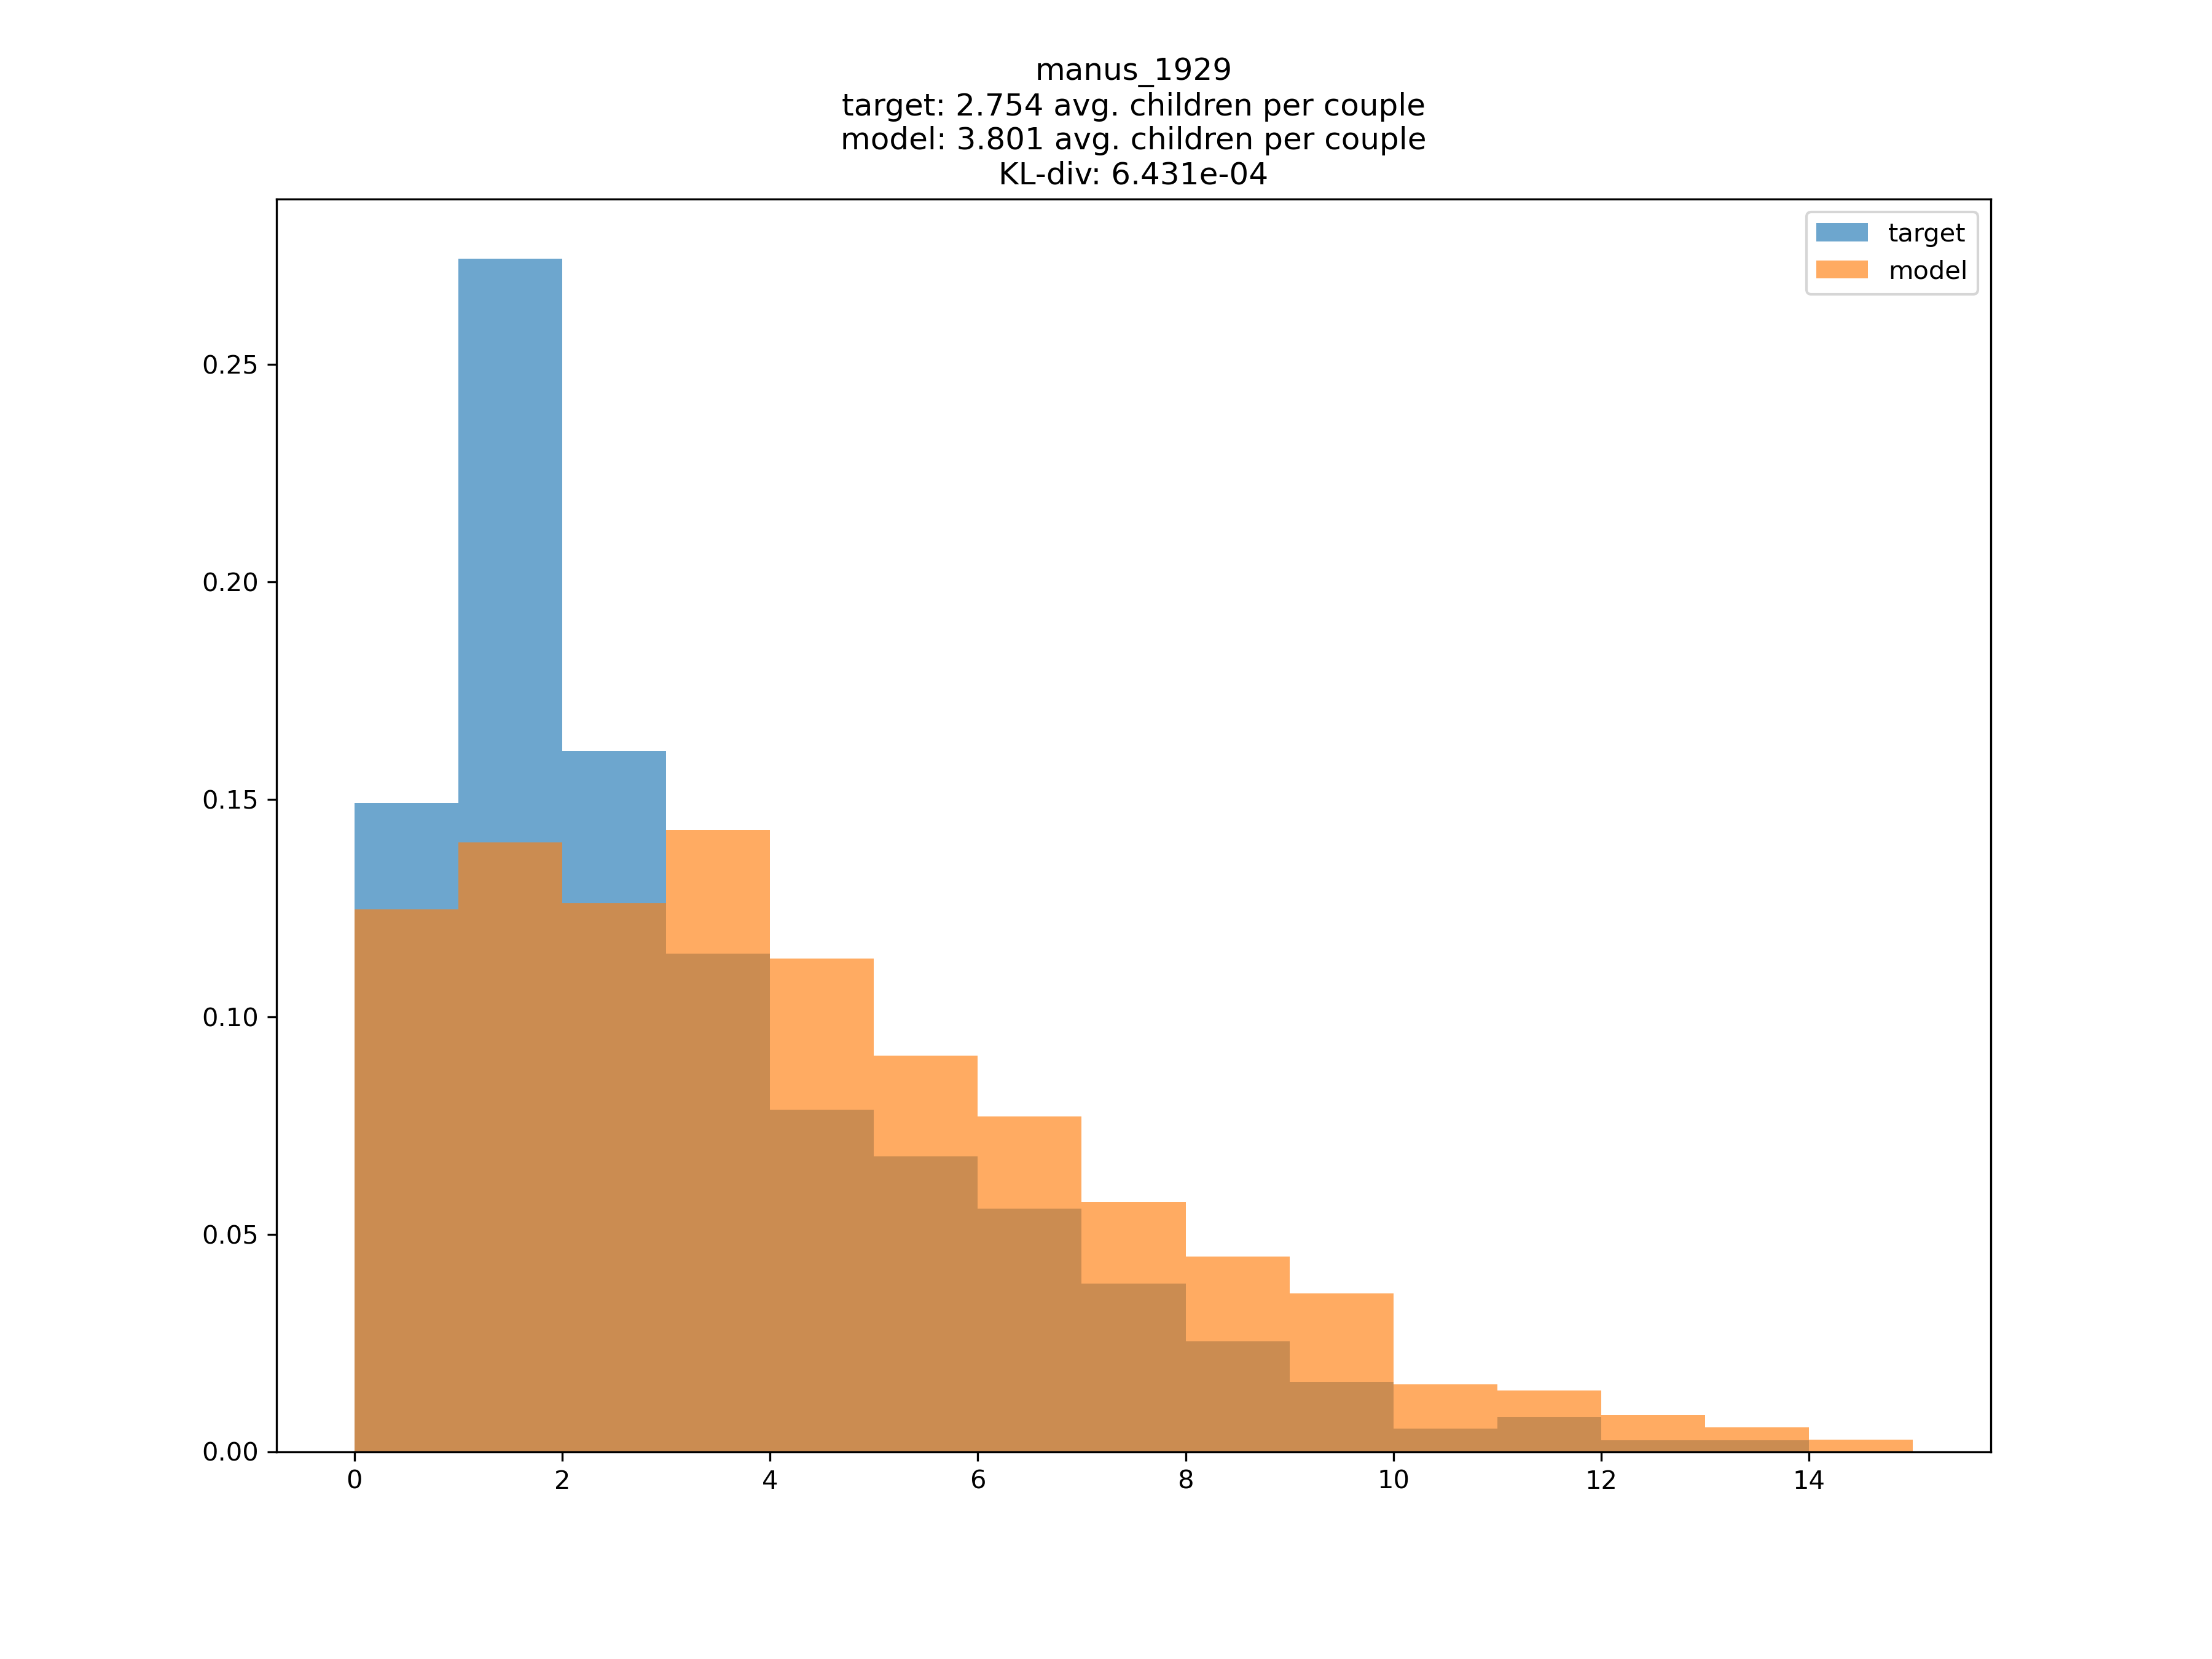 manus_1929
target: 2.754 avg. children per couple
model: 3.801 avg. children per couple
KL-div: 6.431e-04
target
model
0.25
0.20
0.15
0.10
0.05
0.00
0 2 4 6 8 10 12 14